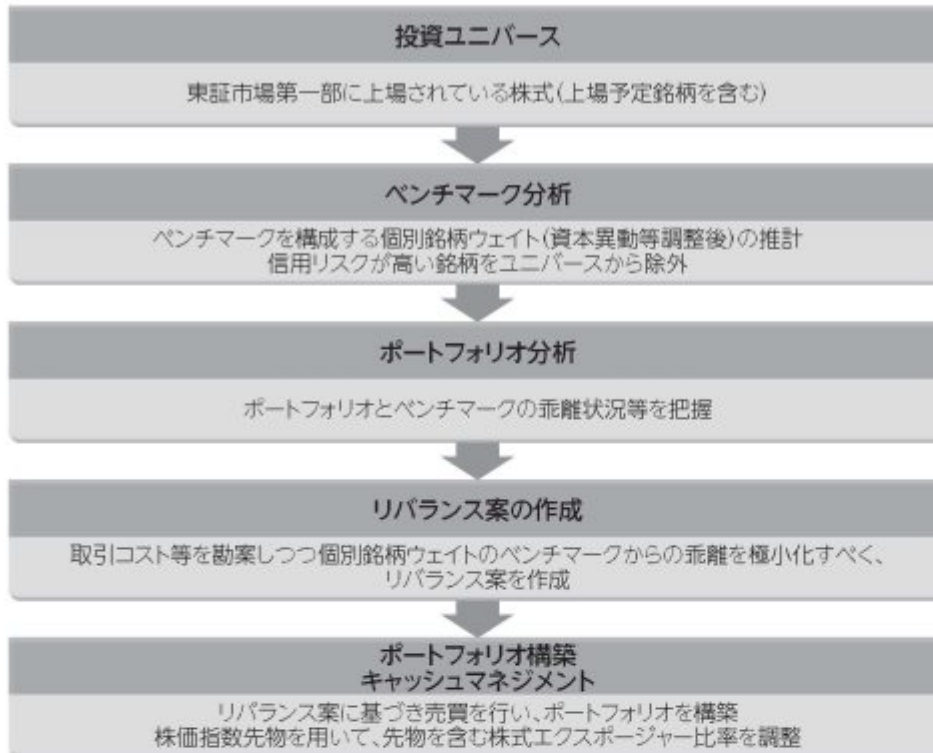 投資ユニバース
東証市場第一部に上場されている株式(上場予定銘柄を含む)
ベンチマーク分析
ベンチマークを構成する個別銘柄ウェイト(資本異動等調整後)の推計
信用リスクが高い銘柄をユニバースから除外
ポートフォリオ分析
ポートフォリオとベンチマークの乖離状況等を把握
リバランス案の作成
取引コスト等を勘案しつつ個別銘柄ウェイトのベンチマークからの乖離を極小化すべく、
リバランス案を作成
ポートフォリオ構築
キャッシュマネジメント
リバランス案に基づき売買を行い、ポートフォリオを構築
株価指数先物を用いて、先物を含む株式エクスポージャー比率を調整